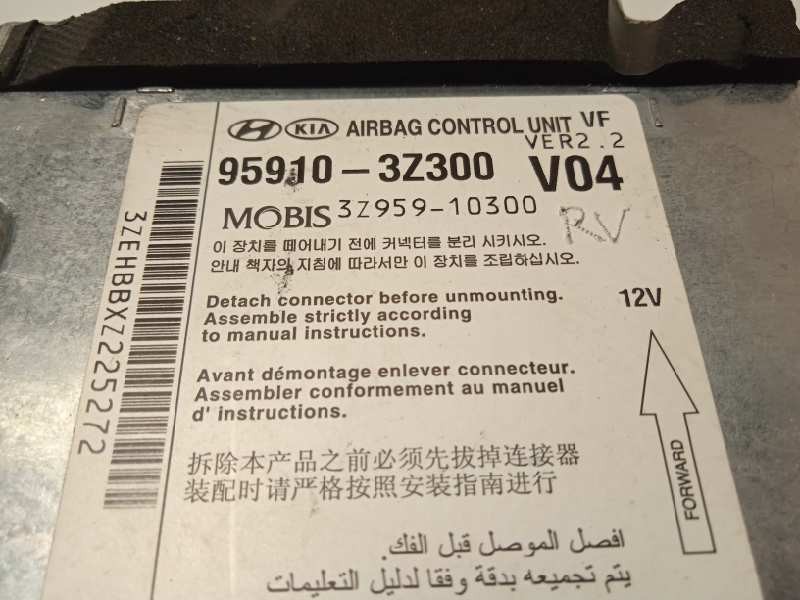 HYUNDAI KIA AIRBAG CONTROL UNIT VF
VER2.2
95910-3Z300 V04
MOBIS 3Z959-10300
RV
이 장치를 떼어내기 전에 커넥터를 분리 시키시오.
안내 책자의 지침에 따라서만 이 장치를 조립하십시오.
Detach connector before unmounting.
Assemble strictly according
to manual instructions.
12V
Avant démontage enlever connecteur.
Assembler conformement au manuel
d' instructions.
拆除本产品之前必须先拔掉连接器
装配时请严格按照安装指南进行
افصل الموصل قبل الفك.
يتم تجميعه بدقة وفقا لدليل التعليمات
FORWARD
3ZEHBBXZ225272